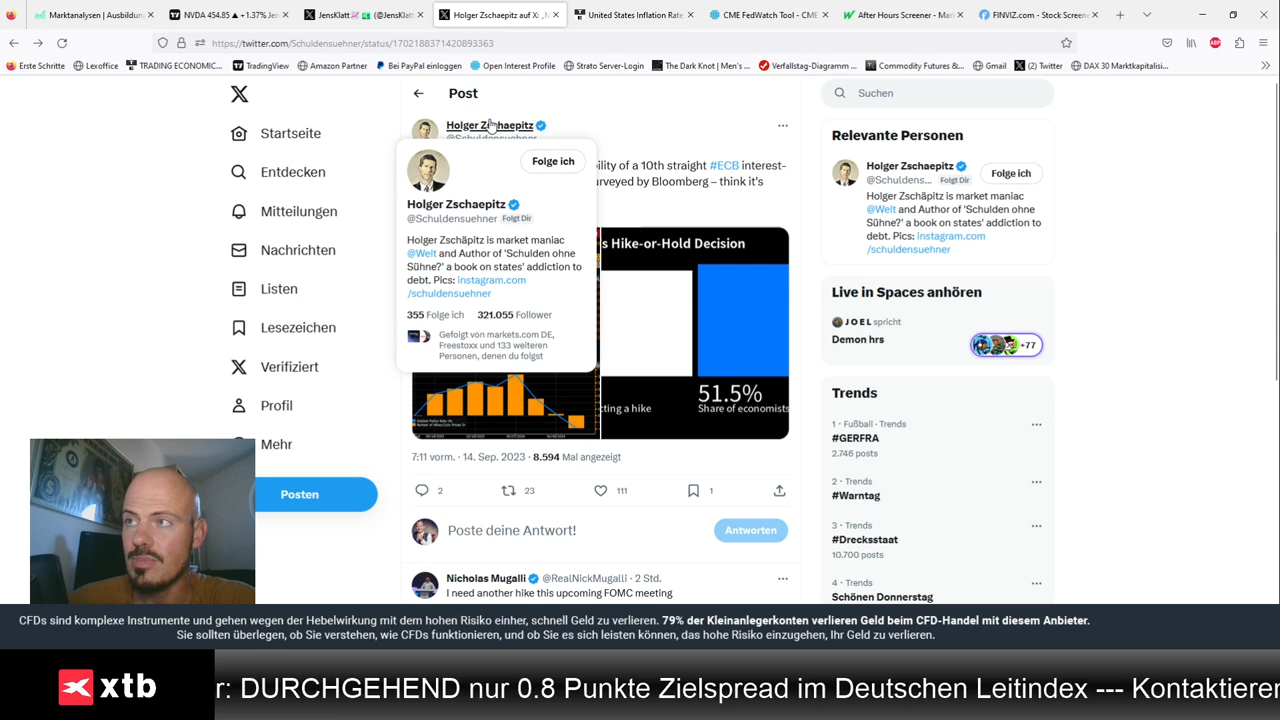 Marktanalysen | Ausbildun
NVDA 454.85 ▲ +1.37% Jen
JensKlatt (@JensKlatt
Holger Zschaepitz auf X: „
United States Inflation Rate
CME FedWatch Tool - CME
After Hours Screener - Mar
FINVIZ.com - Stock Screene
https://twitter.com/Schuldensuehner/status/1702188371420893363
Erste Schritte
Lexoffice
TRADING ECONOMIC...
TradingView
Amazon Partner
Bei PayPal einloggen
Open Interest Profile
Strato Server-Login
The Dark Knot | Men's ...
Verfallstag-Diagramm ...
Commodity Futures &...
Gmail
(2) Twitter
DAX 30 Marktkapitalisi...
Startseite
Entdecken
Mitteilungen
Nachrichten
Listen
Lesezeichen
Verifiziert
Profil
Mehr
Posten
Post
Holger Zschaepitz
@Schuldensuehner
bility of a 10th straight #ECB interest-
urveyed by Bloomberg – think it's
Folge ich
Holger Zschaepitz
@Schuldensuehner Folgt Dir
Holger Zschäpitz is market maniac
@Welt and Author of 'Schulden ohne
Sühne?' a book on states' addiction to
debt. Pics: instagram.com
/schuldensuehner
355 Folge ich 321.055 Follower
Gefolgt von markets.com DE,
Freestoxx und 133 weiteren
Personen, denen du folgst
s Hike-or-Hold Decision
51.5%
cting a hike
Share of economists
7:11 vorm. · 14. Sep. 2023 · 8.594 Mal angezeigt
2 23 111 1
Poste deine Antwort!
Antworten
Nicholas Mugalli @RealNickMugalli · 2 Std.
I need another hike this upcoming FOMC meeting
Suchen
Relevante Personen
Holger Zschaepitz
@Schuldens... Folgt Dir
Folge ich
Holger Zschäpitz is market maniac
@Welt and Author of 'Schulden ohne
Sühne?' a book on states' addiction to
debt. Pics: instagram.com
/schuldensuehner
Live in Spaces anhören
JOEL spricht
Demon hrs
+77
Trends
1 · Fußball · Trends
#GERFRA
2.746 posts
2 · Trends
#Warntag
3 · Trends
#Drecksstaat
10.700 posts
4 · Trends
Schönen Donnerstag
CFDs sind komplexe Instrumente und gehen wegen der Hebelwirkung mit dem hohen Risiko einher, schnell Geld zu verlieren. 79% der Kleinanlegerkonten verlieren Geld beim CFD-Handel mit diesem Anbieter.
Sie sollten überlegen, ob Sie verstehen, wie CFDs funktionieren, und ob Sie es sich leisten können, das hohe Risiko einzugehen, Ihr Geld zu verlieren.
xtb
r: DURCHGEHEND nur 0.8 Punkte Zielspread im Deutschen Leitindex --- Kontaktieren